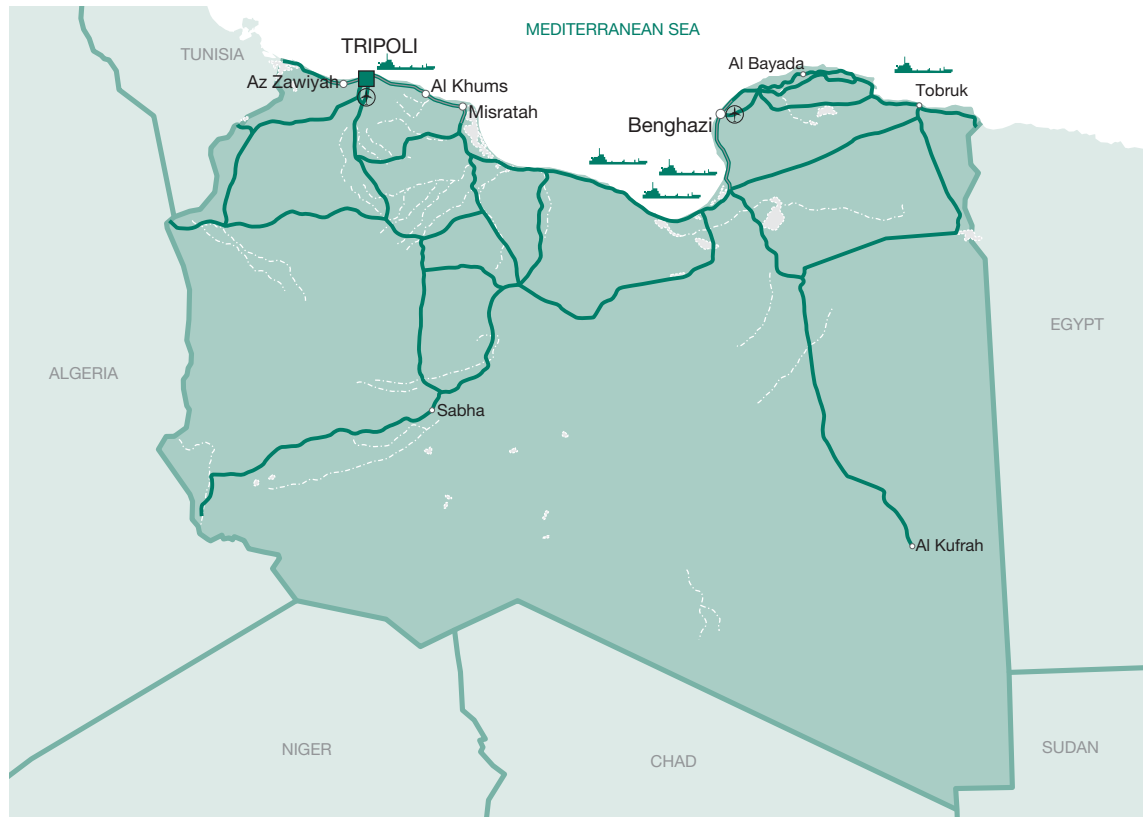 MEDITERRANEAN SEA
TUNISIA
TRIPOLI
Az Zawiyah
Al Khums
Misratah
Al Bayada
Tobruk
Benghazi
EGYPT
ALGERIA
Sabha
Al Kufrah
NIGER
CHAD
SUDAN